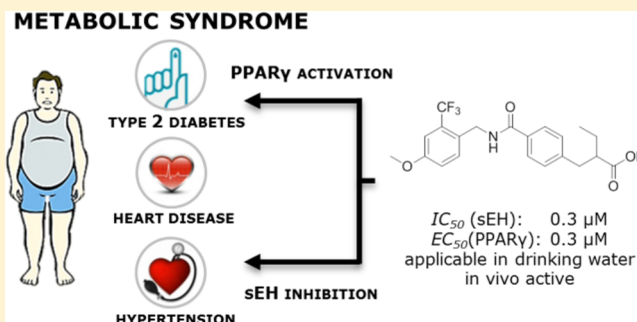 METABOLIC SYNDROME
PPARγ ACTIVATION
TYPE 2 DIABETES
HEART DISEASE
HYPERTENSION
sEH INHIBITION
CF3
O
N
H
O
O
O
IC50 (sEH): 0.3 μM
EC50(PPARγ): 0.3 μM
applicable in drinking water
in vivo active